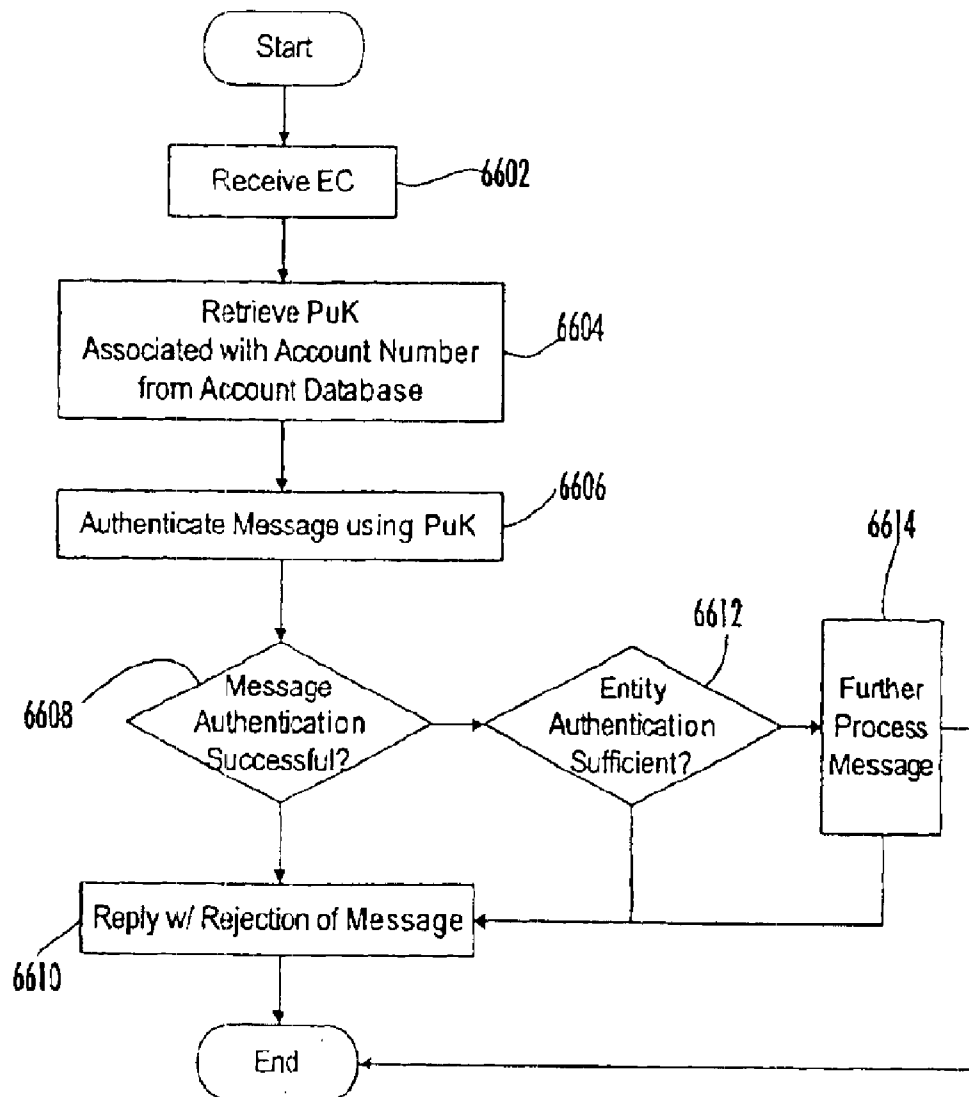 Start
Receive EC
6602
Retrieve PuK
Associated with Account Number
from Account Database
6604
Authenticate Message using PuK
6606
6614
6612
6608
Message
Authentication
Successful?
Entity
Authentication
Sufficient?
Further
Process
Message
Reply w/ Rejection of Message
6610
End